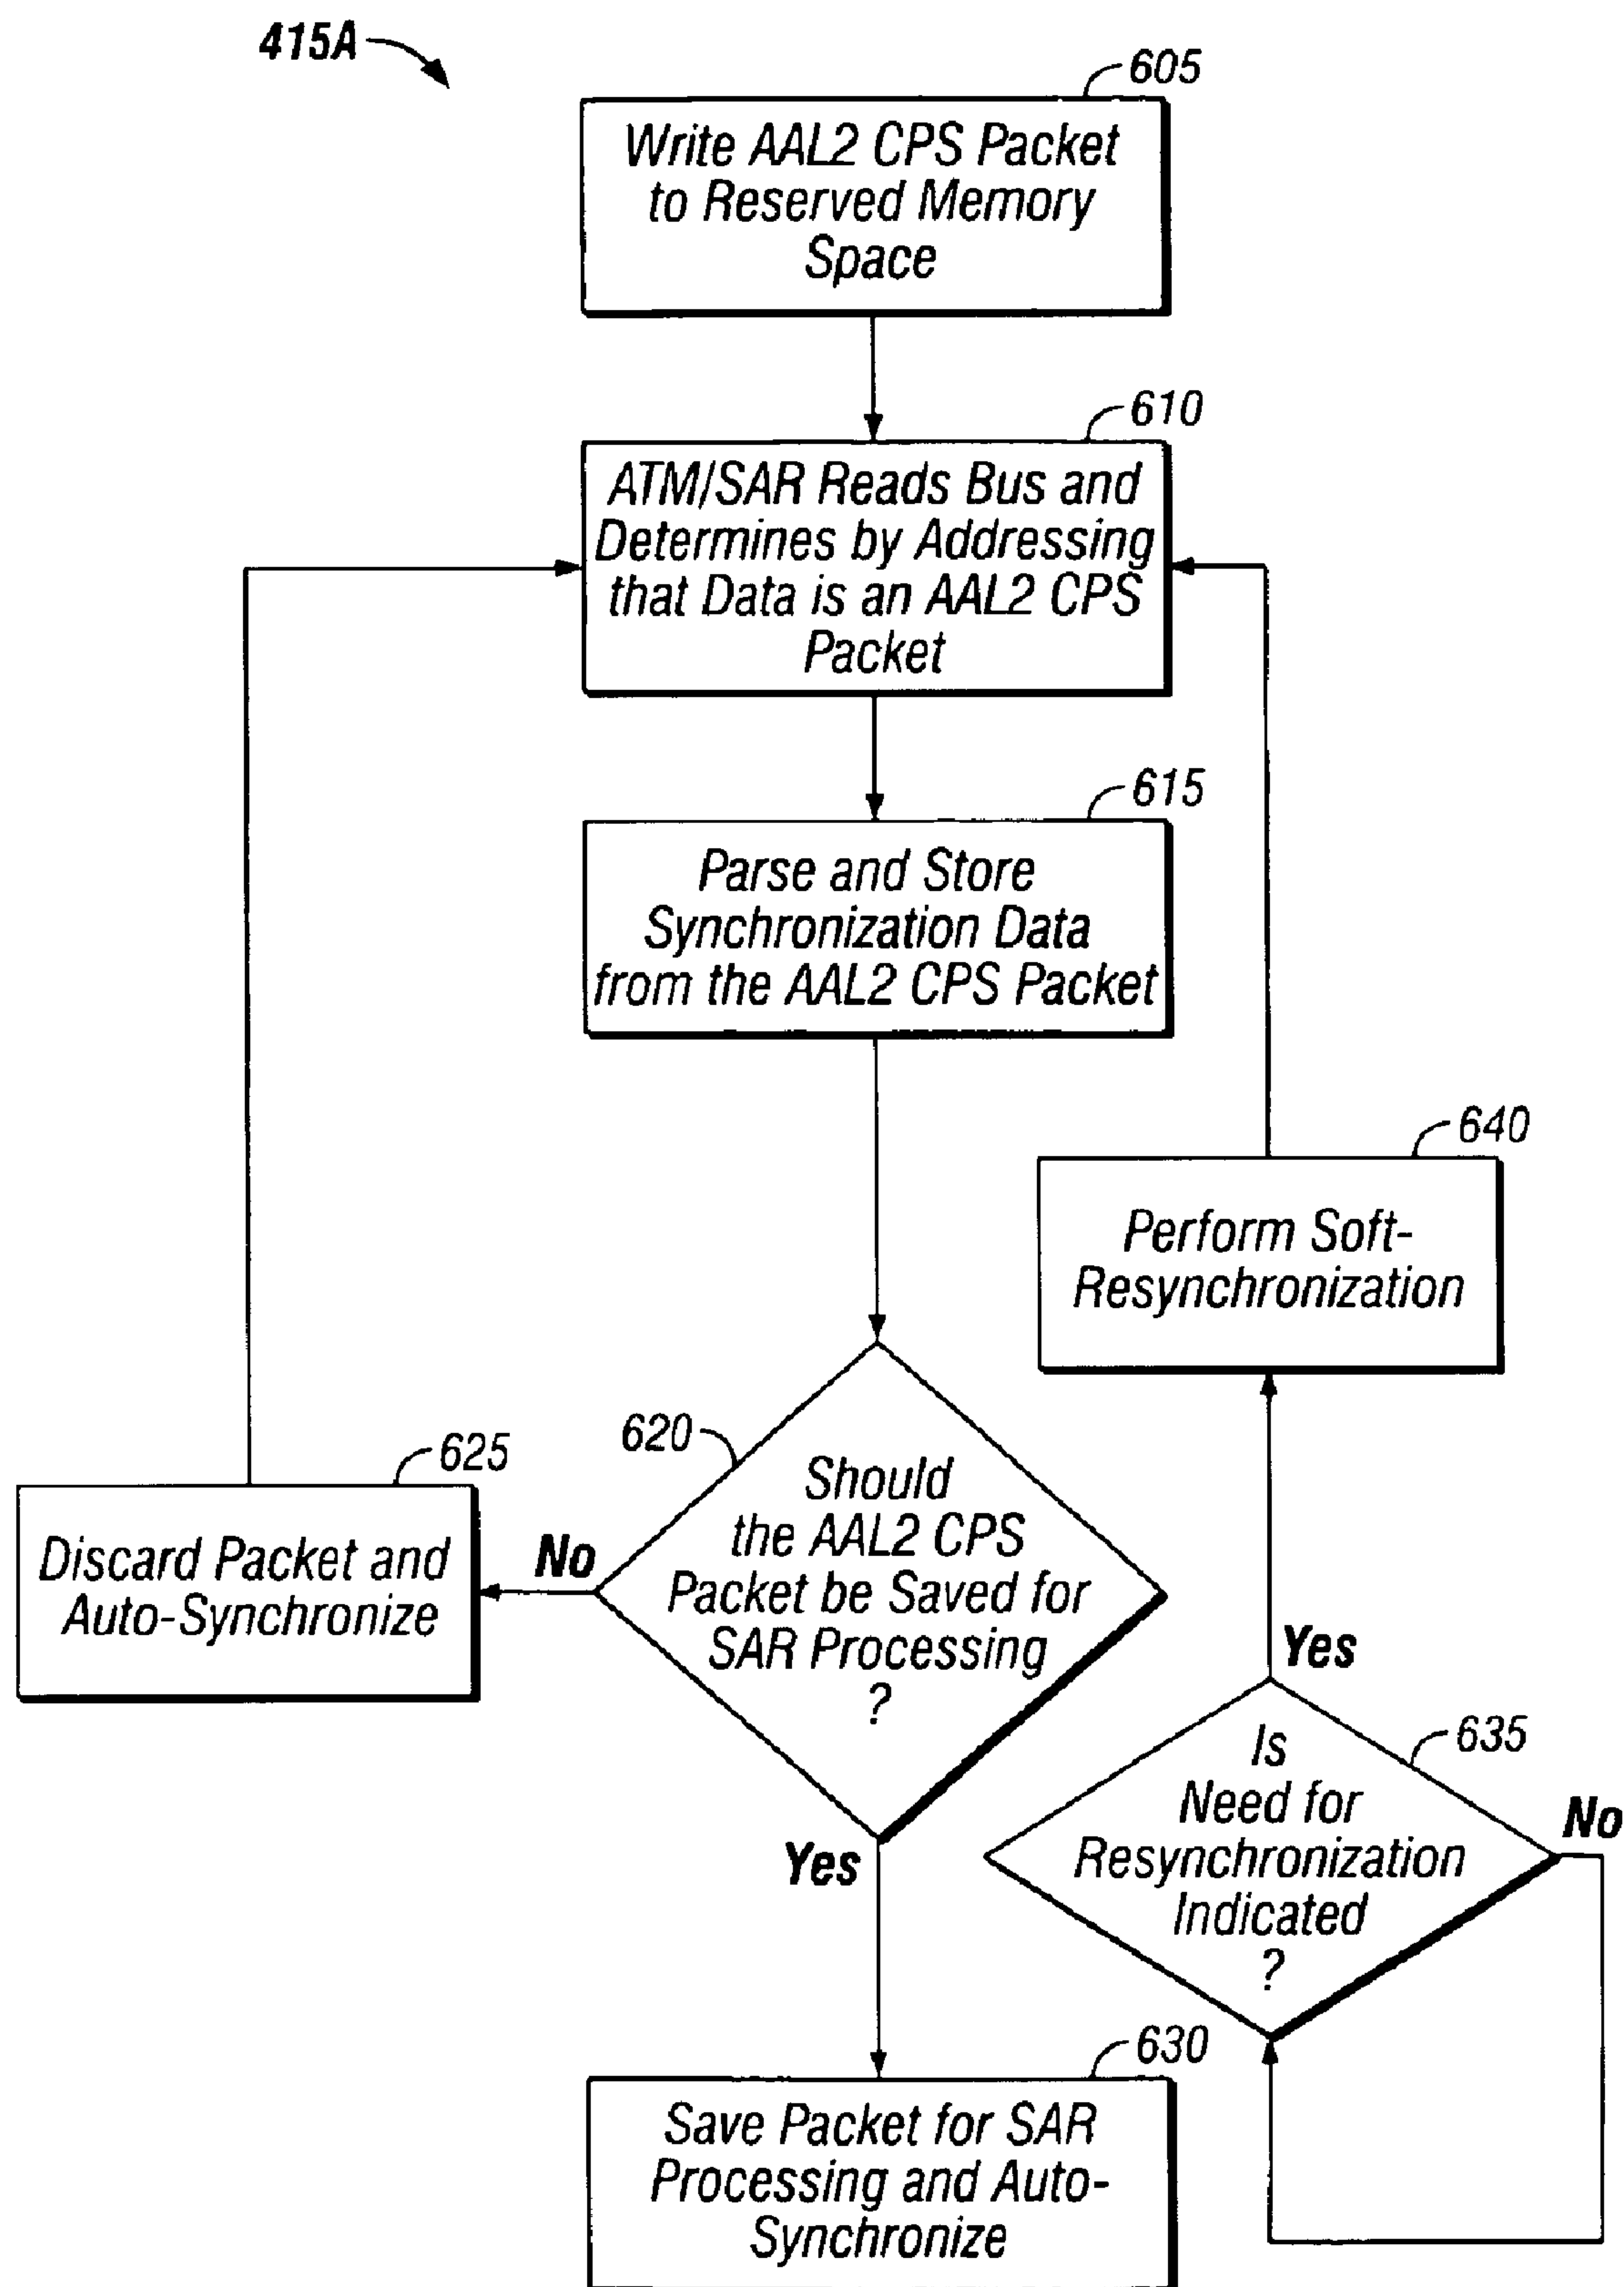 415A
605
Write AAL2 CPS Packet
to Reserved Memory
Space
610
ATM/SAR Reads Bus and
Determines by Addressing
that Data is an AAL2 CPS
Packet
615
Parse and Store
Synchronization Data
from the AAL2 CPS Packet
640
Perform Soft-
Resynchronization
620
Should
the AAL2 CPS
Packet be Saved for
SAR Processing
?
625
No
Discard Packet and
Auto-Synchronize
Yes
635
Is
Need for
Resynchronization
Indicated
?
Yes
No
630
Save Packet for SAR
Processing and Auto-
Synchronize